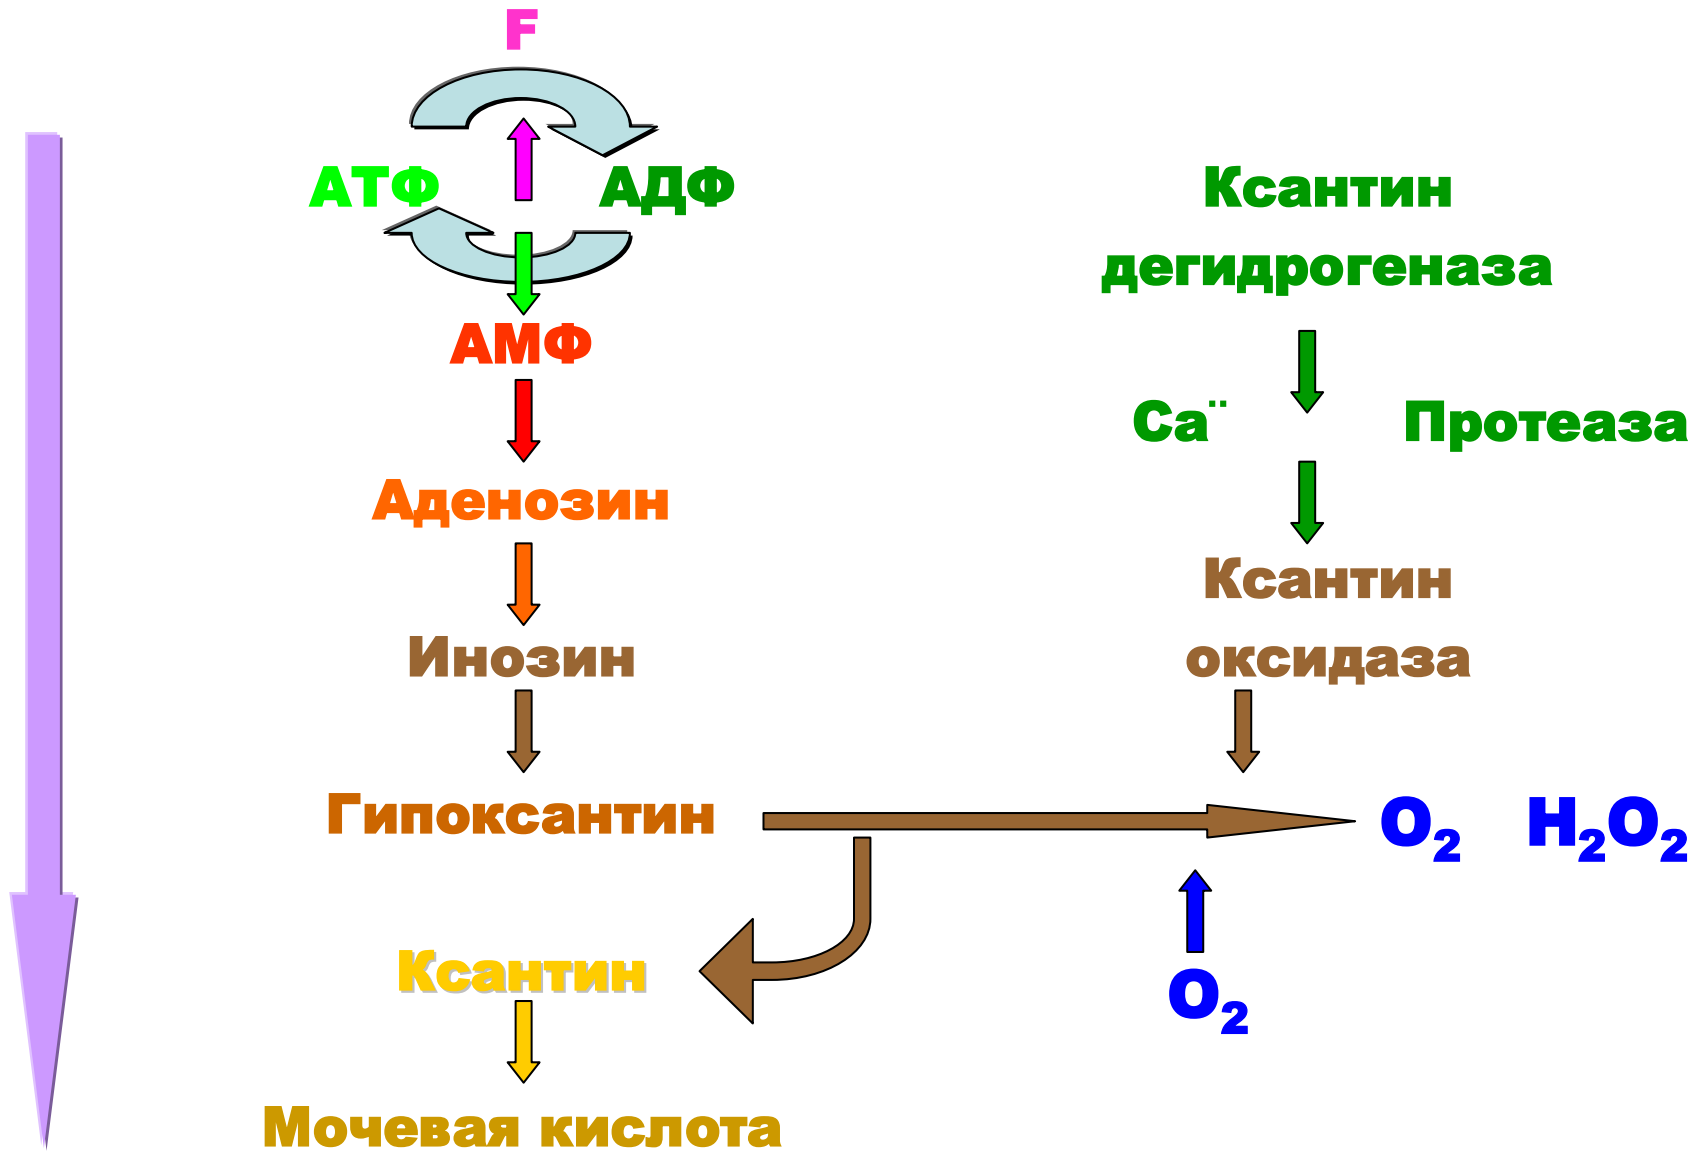 F
АТФ АДФ
АМФ
Аденозин
Инозин
Гипоксантин
Ксантин
Мочевая кислота
Ксантин
дегидрогеназа
Ca¨ Протеаза
Ксантин
оксидаза
O₂ H₂O₂
O₂